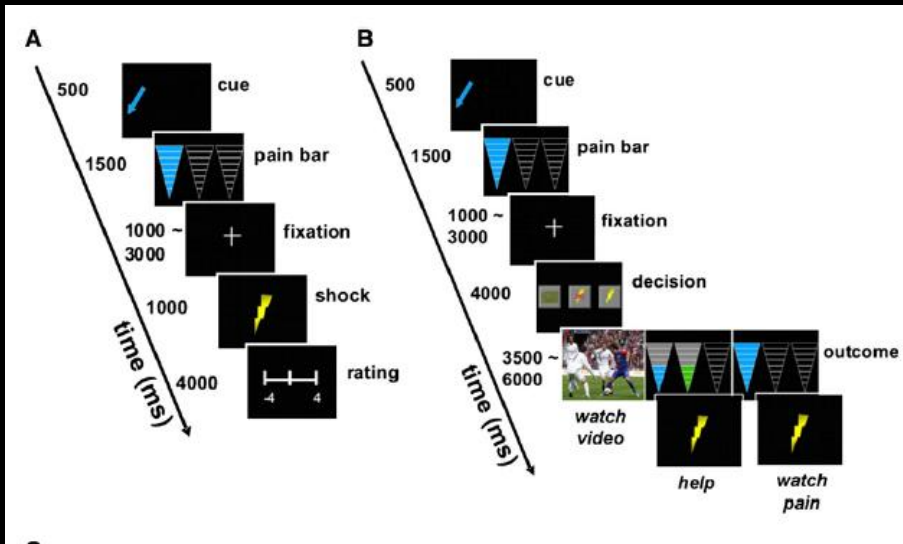 A
500
cue
1500
pain bar
1000 ~
3000
fixation
1000
shock
4000
rating
-4 4
time (ms)
B
500
cue
1500
pain bar
1000 ~
3000
fixation
4000
decision
3500 ~
6000
outcome
watch
video
help
watch
pain
time (ms)